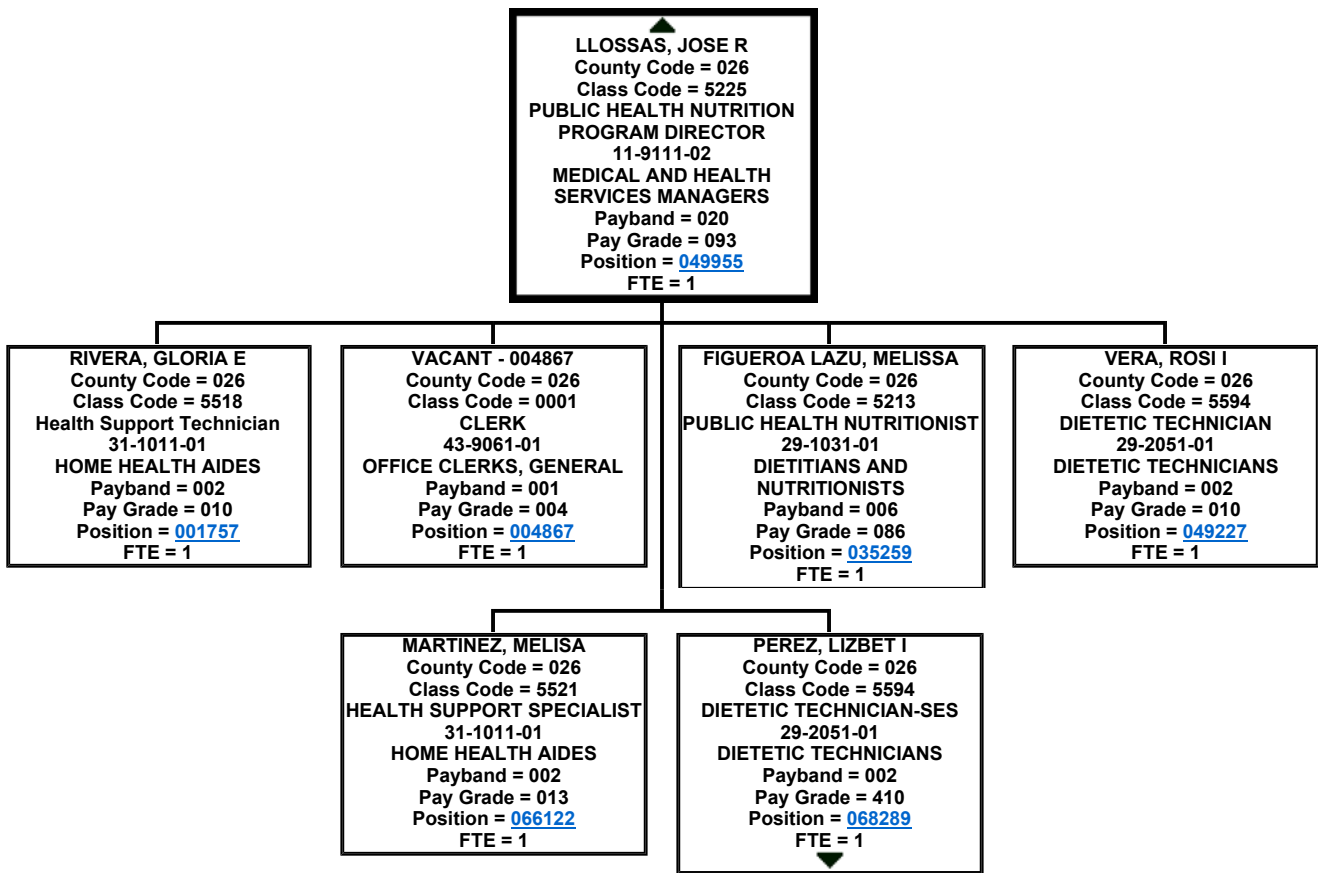 LLOSSAS, JOSE R
County Code = 026
Class Code = 5225
PUBLIC HEALTH NUTRITION
PROGRAM DIRECTOR
11-9111-02
MEDICAL AND HEALTH
SERVICES MANAGERS
Payband = 020
Pay Grade = 093
Position = 049955
FTE = 1
RIVERA, GLORIA E
County Code = 026
Class Code = 5518
Health Support Technician
31-1011-01
HOME HEALTH AIDES
Payband = 002
Pay Grade = 010
Position = 001757
FTE = 1
VACANT - 004867
County Code = 026
Class Code = 0001
CLERK
43-9061-01
OFFICE CLERKS, GENERAL
Payband = 001
Pay Grade = 004
Position = 004867
FTE = 1
FIGUEROA LAZU, MELISSA
County Code = 026
Class Code = 5213
PUBLIC HEALTH NUTRITIONIST
29-1031-01
DIETITIANS AND
NUTRITIONISTS
Payband = 006
Pay Grade = 086
Position = 035259
FTE = 1
VERA, ROSI I
County Code = 026
Class Code = 5594
DIETETIC TECHNICIAN
29-2051-01
DIETETIC TECHNICIANS
Payband = 002
Pay Grade = 010
Position = 049227
FTE = 1
MARTINEZ, MELISA
County Code = 026
Class Code = 5521
HEALTH SUPPORT SPECIALIST
31-1011-01
HOME HEALTH AIDES
Payband = 002
Pay Grade = 013
Position = 066122
FTE = 1
PEREZ, LIZBET I
County Code = 026
Class Code = 5594
DIETETIC TECHNICIAN-SES
29-2051-01
DIETETIC TECHNICIANS
Payband = 002
Pay Grade = 410
Position = 068289
FTE = 1